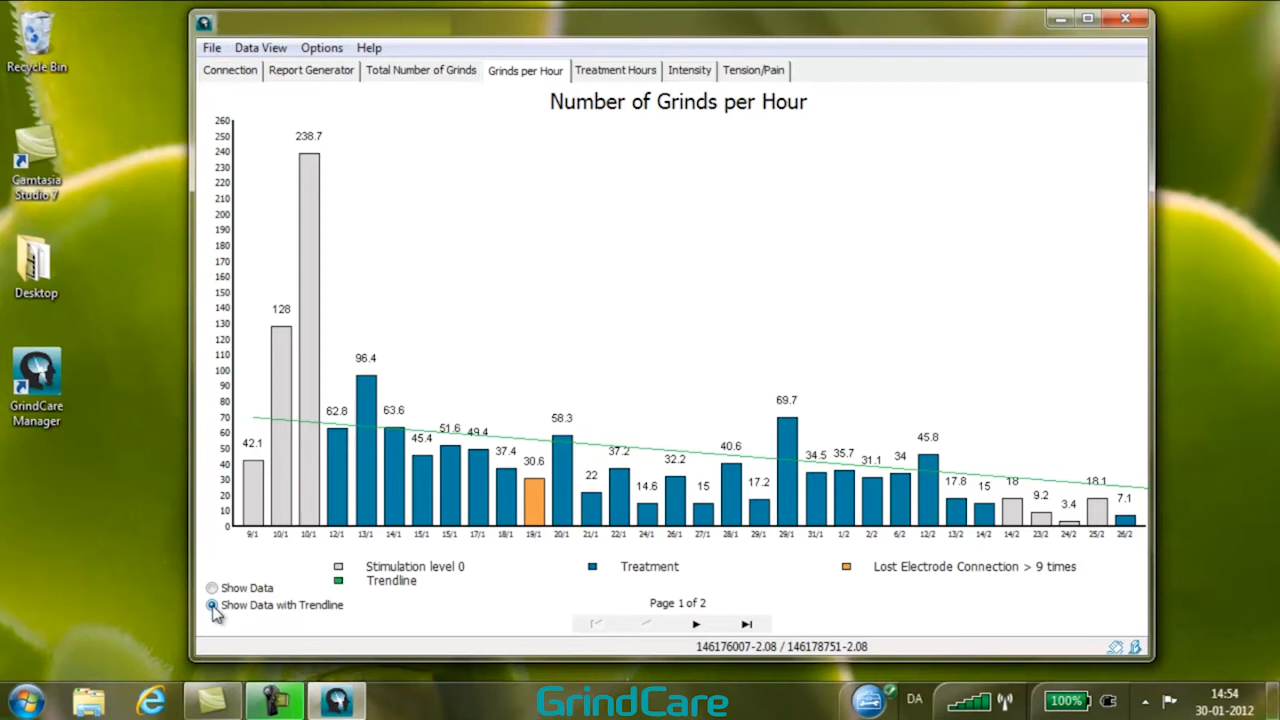 Recycle Bin
Camtasia
Studio 7
Desktop
GrindCare
Manager
File Data View Options Help
Connection Report Generator Total Number of Grinds Grinds per Hour Treatment Hours Intensity Tension/Pain
Number of Grinds per Hour
260
250
240
230
220
210
200
190
180
170
160
150
140
130
120
110
100
90
80
70
60
50
40
30
20
10
0
42.1 128 238.7 62.8 96.4 63.6 45.4 51.6 49.4 37.4 30.6 58.3 22 37.2 14.6 32.2 15 40.6 17.2 69.7 34.5 35.7 31.1 34 45.8 17.8 15 18 9.2 3.4 18.1 7.1
9/1 10/1 10/1 12/1 13/1 14/1 15/1 15/1 17/1 18/1 19/1 20/1 21/1 22/1 24/1 26/1 27/1 28/1 29/1 29/1 31/1 1/2 2/2 6/2 12/2 13/2 14/2 14/2 23/2 24/2 25/2 26/2
Stimulation level 0 Treatment Lost Electrode Connection > 9 times
Trendline
Show Data
Show Data with Trendline
Page 1 of 2
146176007-2.08 / 146178751-2.08
GrindCare
DA
100%
14:54
30-01-2012